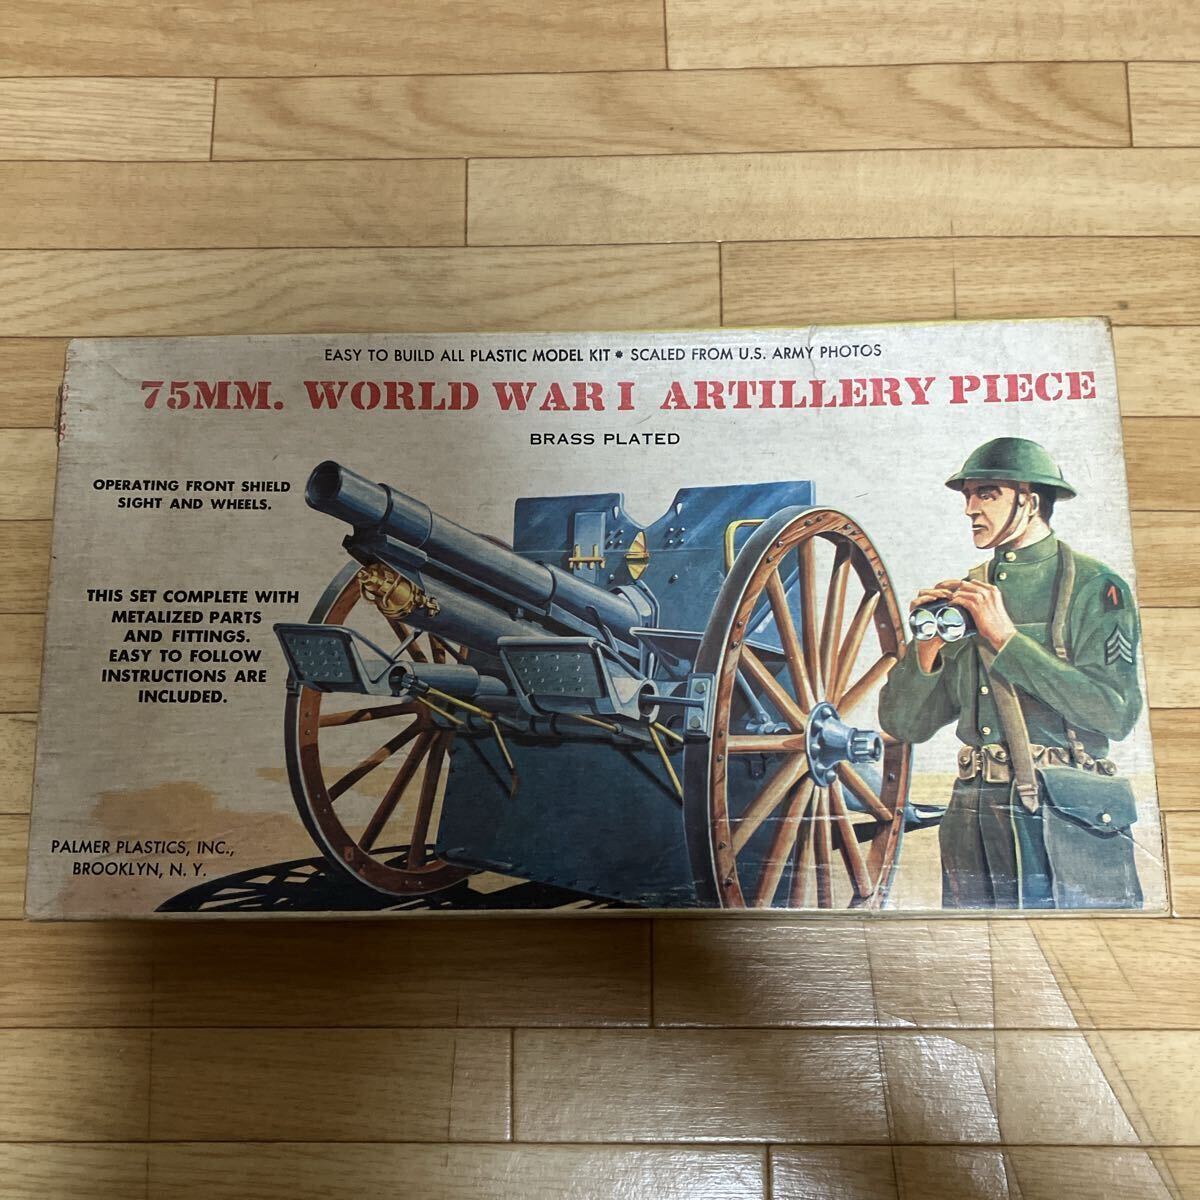 EASY TO BUILD ALL PLASTIC MODEL KIT • SCALED FROM U.S. ARMY PHOTOS
75MM. WORLD WAR I ARTILLERY PIECE
BRASS PLATED
OPERATING FRONT SHIELD
SIGHT AND WHEELS.
THIS SET COMPLETE WITH
METALIZED PARTS
AND FITTINGS.
EASY TO FOLLOW
INSTRUCTIONS ARE
INCLUDED.
PALMER PLASTICS, INC.,
BROOKLYN, N. Y.
1